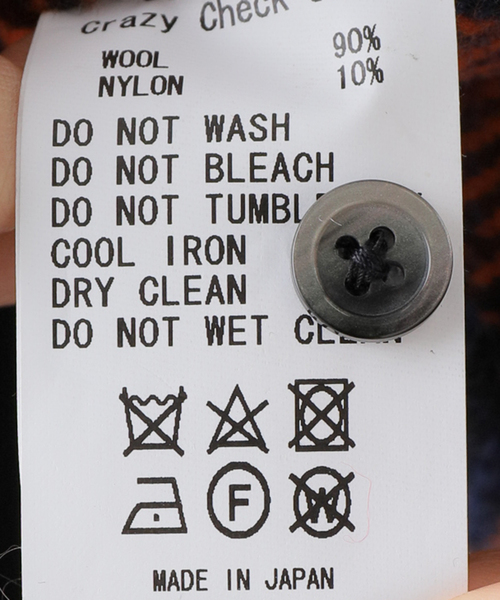 crazy Check
WOOL 90%
NYLON 10%
DO NOT WASH
DO NOT BLEACH
DO NOT
COOL IRON
DRY CLEAN
DO NOT WET
F
W
MADE IN JAPAN